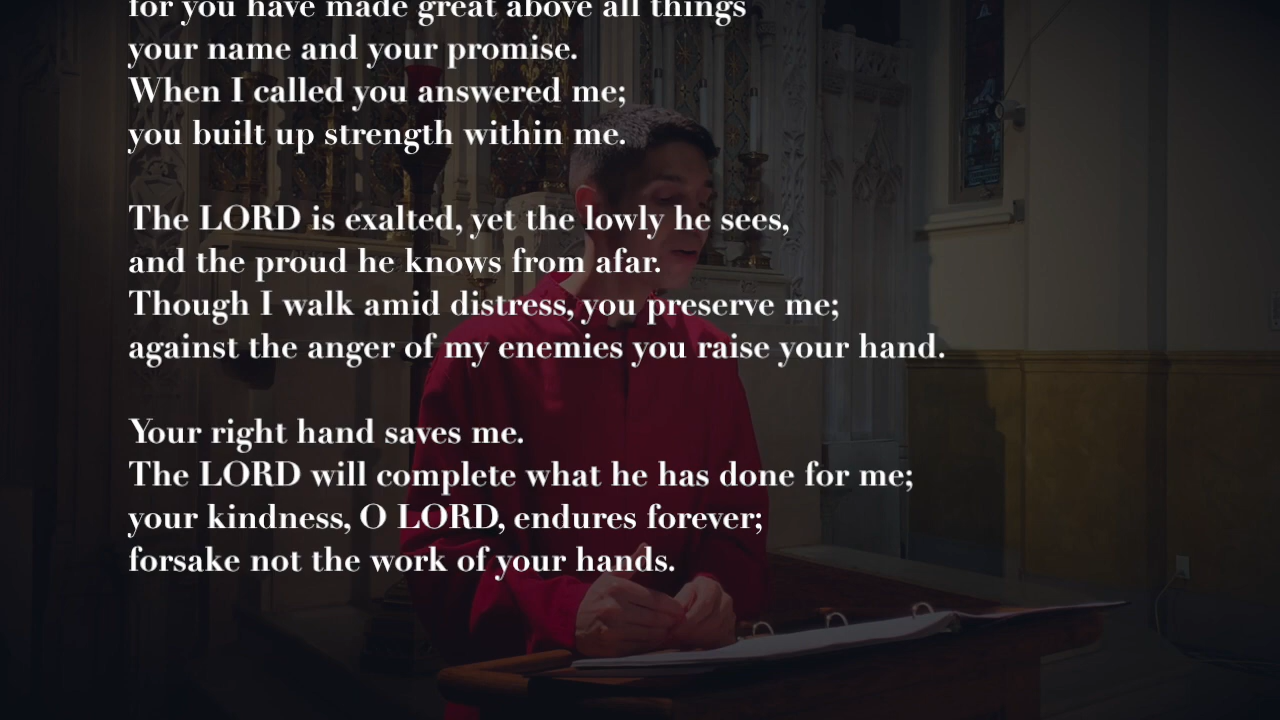 for you have made great above all things
your name and your promise.
When I called you answered me;
you built up strength within me.
The LORD is exalted, yet the lowly he sees,
and the proud he knows from afar.
Though I walk amid distress, you preserve me;
against the anger of my enemies you raise your hand.
Your right hand saves me.
The LORD will complete what he has done for me;
your kindness, O LORD, endures forever;
forsake not the work of your hands.